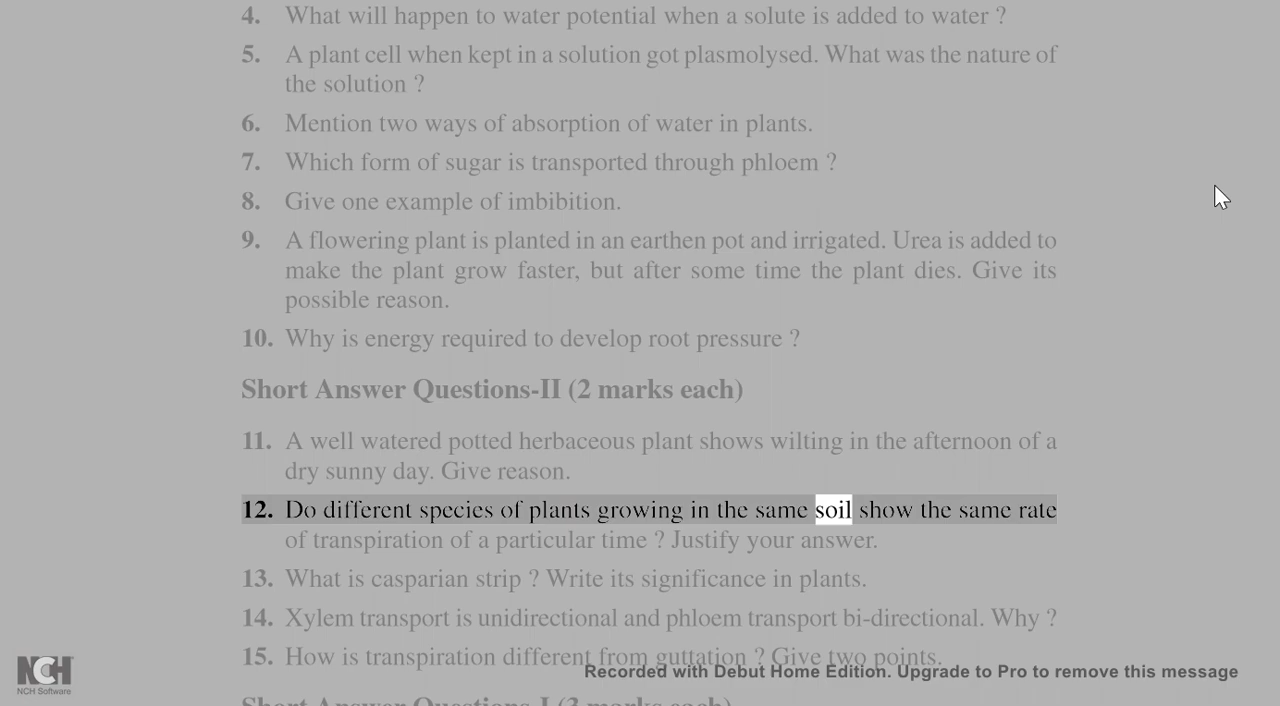 4. What will happen to water potential when a solute is added to water ?
5. A plant cell when kept in a solution got plasmolysed. What was the nature of
the solution ?
6. Mention two ways of absorption of water in plants.
7. Which form of sugar is transported through phloem ?
8. Give one example of imbibition.
9. A flowering plant is planted in an earthen pot and irrigated. Urea is added to
make the plant grow faster, but after some time the plant dies. Give its
possible reason.
10. Why is energy required to develop root pressure ?
Short Answer Questions-II (2 marks each)
11. A well watered potted herbaceous plant shows wilting in the afternoon of a
dry sunny day. Give reason.
12. Do different species of plants growing in the same soil show the same rate
of transpiration of a particular time ? Justify your answer.
13. What is casparian strip ? Write its significance in plants.
14. Xylem transport is unidirectional and phloem transport bi-directional. Why ?
15. How is transpiration different from guttation ? Give two points.
Recorded with Debut Home Edition. Upgrade to Pro to remove this message
NCH
NCH Software
Short Answer Questions-I (3 marks each)